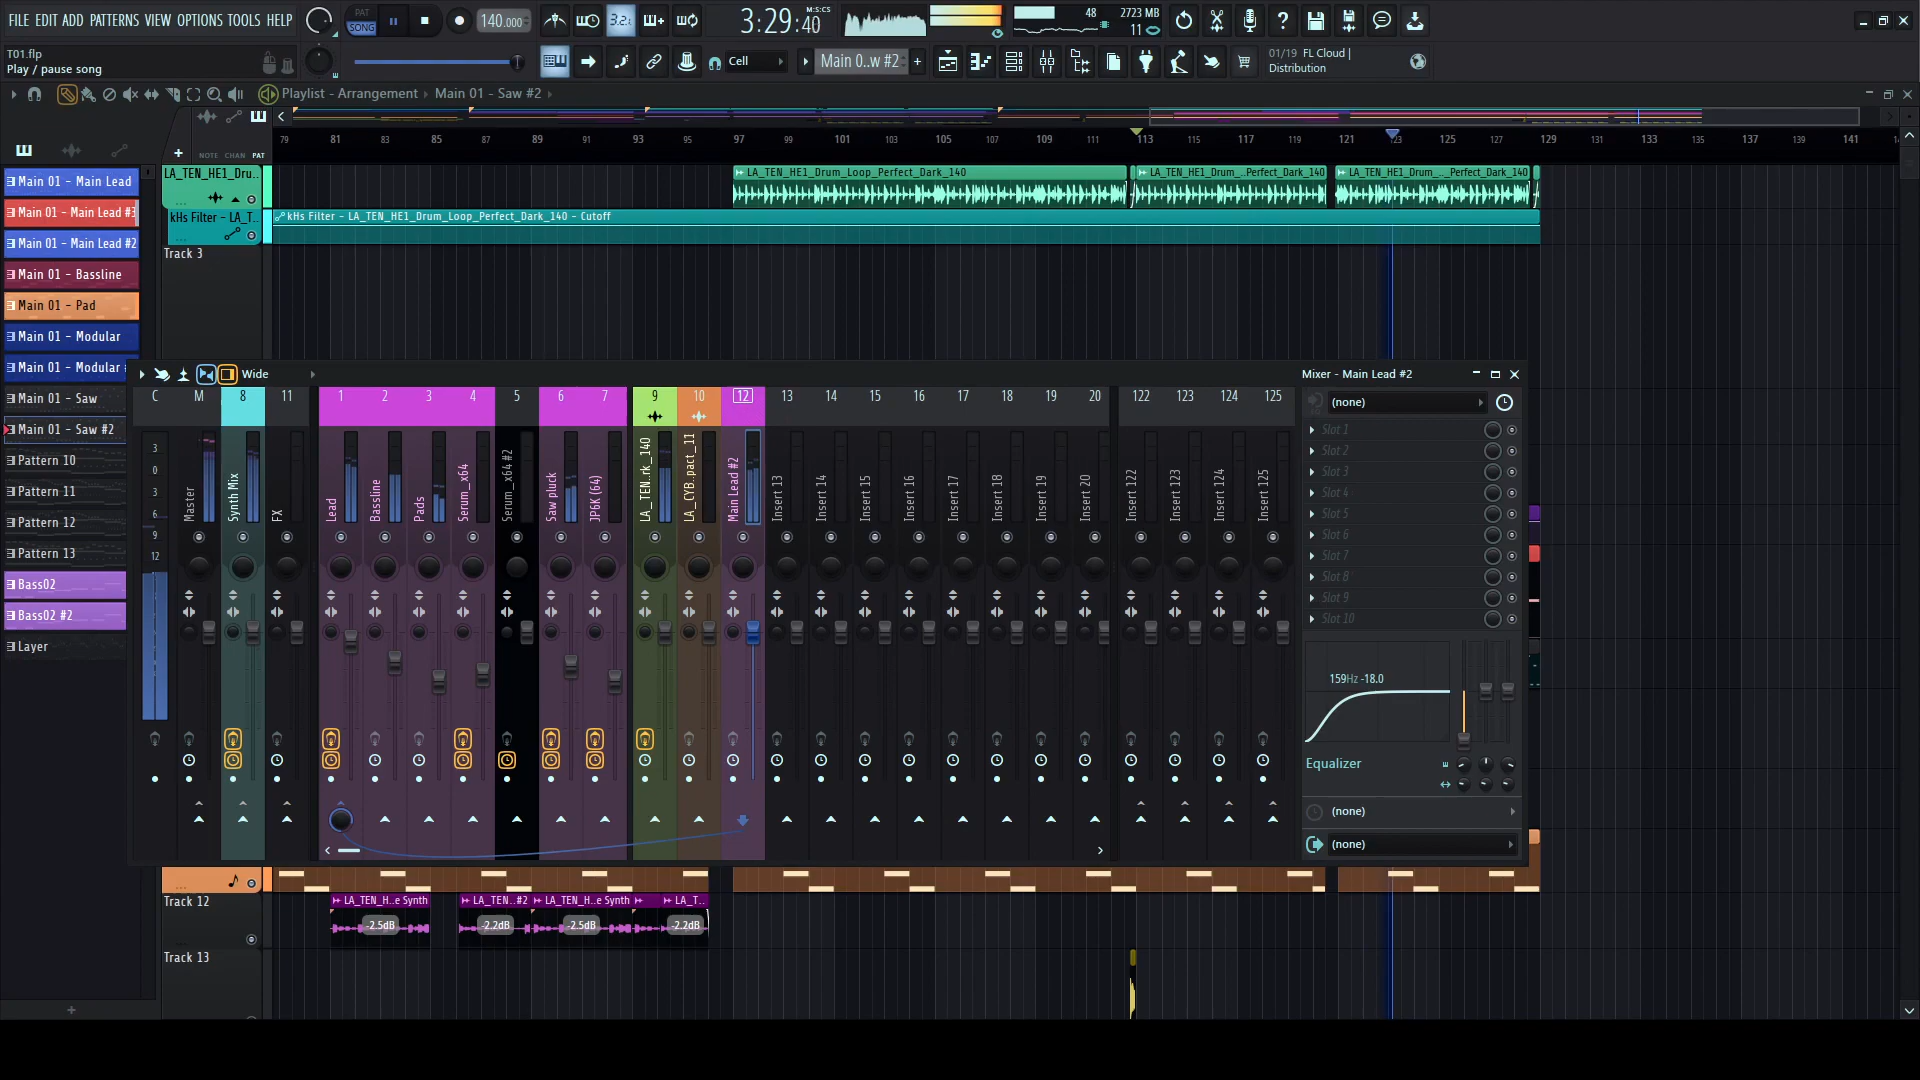 FILE EDIT ADD PATTERNS VIEW OPTIONS TOOLS HELP
PAT
SONG
140.000
3.2.
3:29:40
M:S:CS
48
2723 MB
11
T01.flp
Play / pause song
Cell
Main 0..w #2
01/19 FL Cloud |
Distribution
Playlist - Arrangement
Main 01 - Saw #2
79 81 83 85 87 89 91 93 95 97 99 101 103 105 107 109 111 113 115 117 119 121 123 125 127 129 131 133 135 137 139 141
NOTE CHAN PAT
Main 01 - Main Lead
Main 01 - Main Lead #3
Main 01 - Main Lead #2
Main 01 - Bassline
Main 01 - Pad
Main 01 - Modular
Main 01 - Modular
Main 01 - Saw
Main 01 - Saw #2
Pattern 10
Pattern 11
Pattern 12
Pattern 13
Bass02
Bass02 #2
Layer
LA_TEN_HE1_Dru..
LA_TEN_HE1_Drum_Loop_Perfect_Dark_140
LA_TEN_HE1_Drum_...Perfect_Dark_140
LA_TEN_HE1_Drum_..._Perfect_Dark_140
kHs Filter - LA_T..
kHs Filter - LA_TEN_HE1_Drum_Loop_Perfect_Dark_140 - Cutoff
Track 3
Wide
Mixer - Main Lead #2
C M 8 11 1 2 3 4 5 6 7 9 10 12 13 14 15 16 17 18 19 20 122 123 124 125
3
0
3
6
9
12
Master
Synth Mix
FX
Lead
Bassline
Pads
Serum_x64
Serum_x64 #2
Saw pluck
JP6K (64)
LA_TEN..rk_140
LA_CYB..pact_11
Main Lead #2
Insert 13
Insert 14
Insert 15
Insert 16
Insert 17
Insert 18
Insert 19
Insert 20
Insert 122
Insert 123
Insert 124
Insert 125
(none)
Slot 1
Slot 2
Slot 3
Slot 4
Slot 5
Slot 6
Slot 7
Slot 8
Slot 9
Slot 10
159Hz -18.0
Equalizer
(none)
(none)
Track 12
LA_TEN_H..e Synth
LA_TEN..#2
LA_TEN_H..e Synth
LA_T..
-2.5dB
-2.2dB
-2.5dB
-2.2dB
Track 13